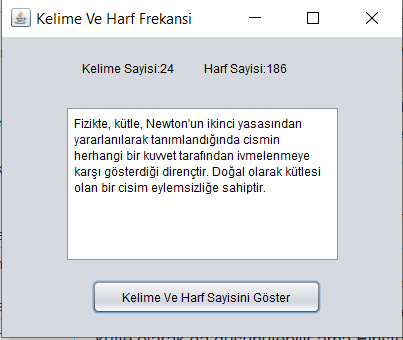 Kelime Ve Harf Frekansi
Kelime Sayisi:24 Harf Sayisi:186
Fizikte, kütle, Newton'un ikinci yasasından
yararlanılarak tanımlandığında cismin
herhangi bir kuvvet tarafından ivmelenmeye
karşı gösterdiği dirençtir. Doğal olarak kütlesi
olan bir cisim eylemsizliğe sahiptir.
Kelime Ve Harf Sayisini Göster